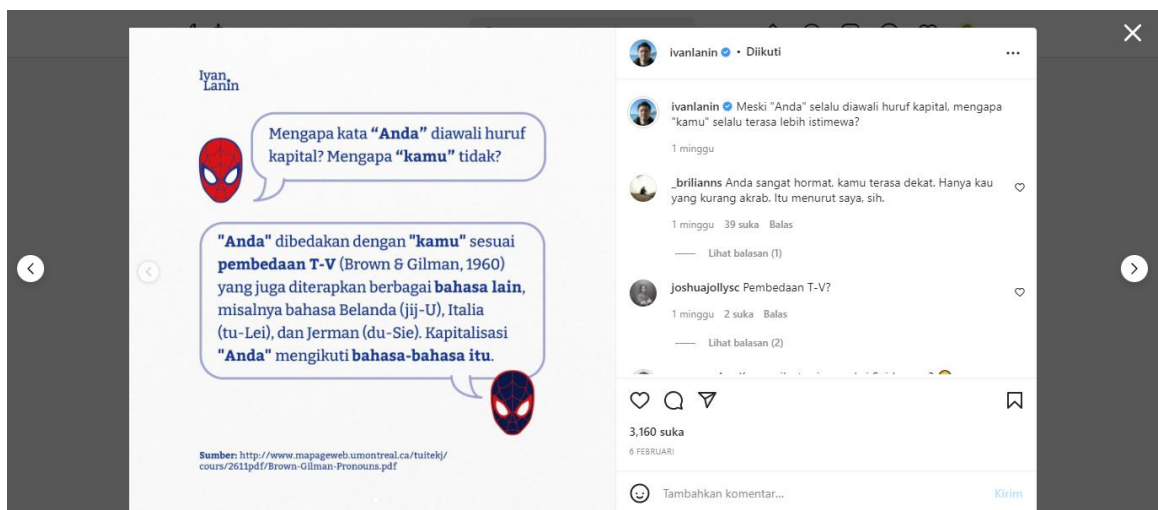 Ivan
Lanin
Mengapa kata "Anda" diawali huruf
kapital? Mengapa "kamu" tidak?
"Anda" dibedakan dengan "kamu" sesuai
pembedaan T-V (Brown & Gilman, 1960)
yang juga diterapkan berbagai bahasa lain,
misalnya bahasa Belanda (jij-U), Italia
(tu-Lei), dan Jerman (du-Sie). Kapitalisasi
"Anda" mengikuti bahasa-bahasa itu.
Sumber: http://www.mapageweb.umontreal.ca/tuitekj/
cours/2611pdf/Brown-Gilman-Pronouns.pdf
ivanlanin • Diikuti
ivanlanin Meski "Anda" selalu diawali huruf kapital, mengapa
"kamu" selalu terasa lebih istimewa?
1 minggu
_brilianns Anda sangat hormat, kamu terasa dekat. Hanya kau
yang kurang akrab. Itu menurut saya, sih.
1 minggu 39 suka Balas
Lihat balasan (1)
joshuajollysc Pembedaan T-V?
1 minggu 2 suka Balas
Lihat balasan (2)
3,160 suka
6 FEBRUARI
Tambahkan komentar...
Kirim